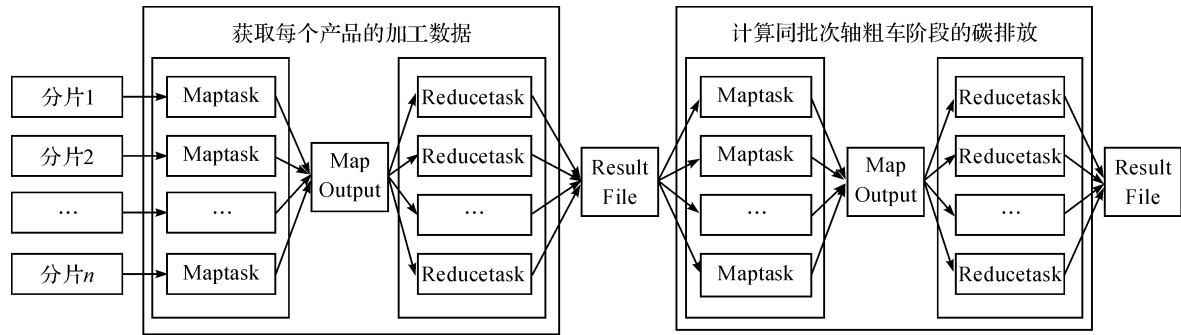 获取每个产品的加工数据
计算同批次轴粗车阶段的碳排放
分片1
分片2
…
分片n
Maptask
Maptask
…
Maptask
Map
Output
Reducetask
Reducetask
…
Reducetask
Result
File
Maptask
Maptask
…
Maptask
Map
Output
Reducetask
Reducetask
…
Reducetask
Result
File